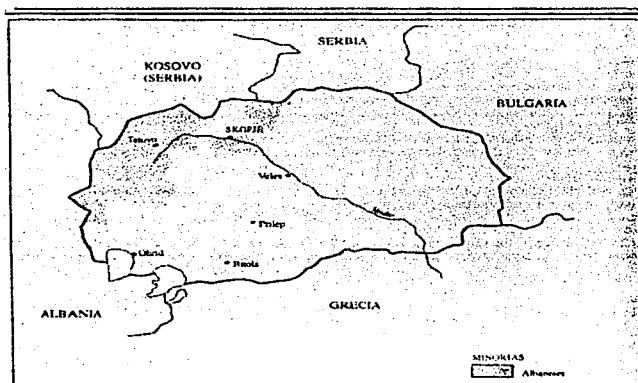 SERBIA
KOSOVO
(SERBIA)
BULGARIA
SKOPJE
Tetovo
Veles
Prilep
Ohrid
Bitola
ALBANIA
GRECIA
MINORIAS
Albaneses